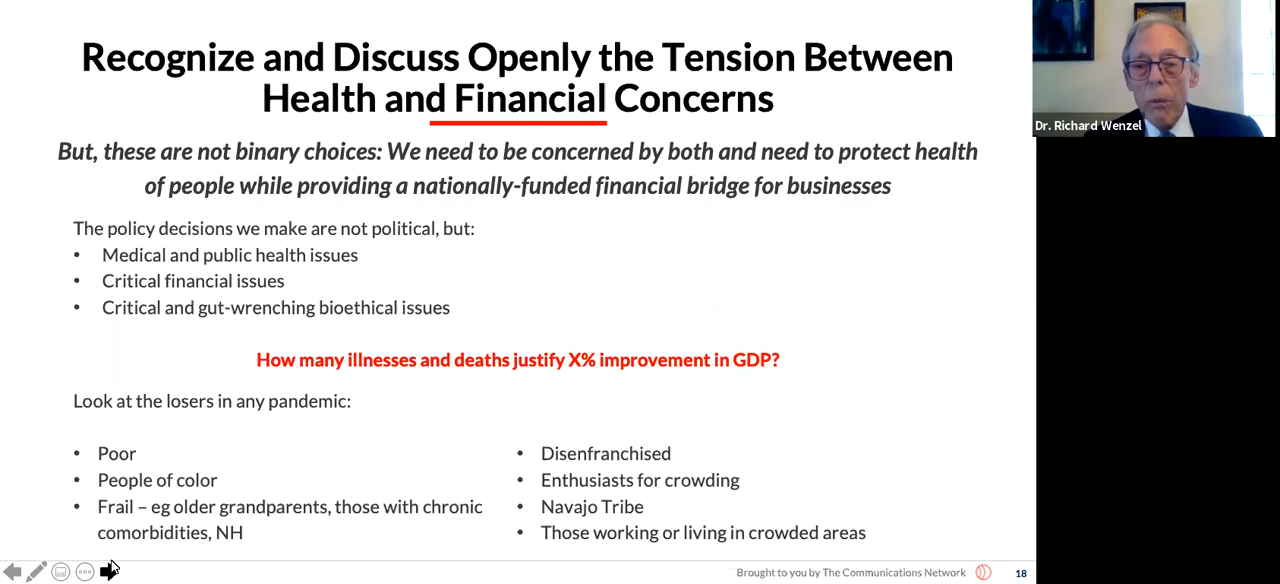 Recognize and Discuss Openly the Tension Between
Health and Financial Concerns
But, these are not binary choices: We need to be concerned by both and need to protect health
of people while providing a nationally-funded financial bridge for businesses
The policy decisions we make are not political, but:
• Medical and public health issues
• Critical financial issues
• Critical and gut-wrenching bioethical issues
How many illnesses and deaths justify X% improvement in GDP?
Look at the losers in any pandemic:
• Poor
• People of color
• Frail – eg older grandparents, those with chronic
comorbidities, NH
• Disenfranchised
• Enthusiasts for crowding
• Navajo Tribe
• Those working or living in crowded areas
Brought to you by The Communications Network
18
Dr. Richard Wenzel